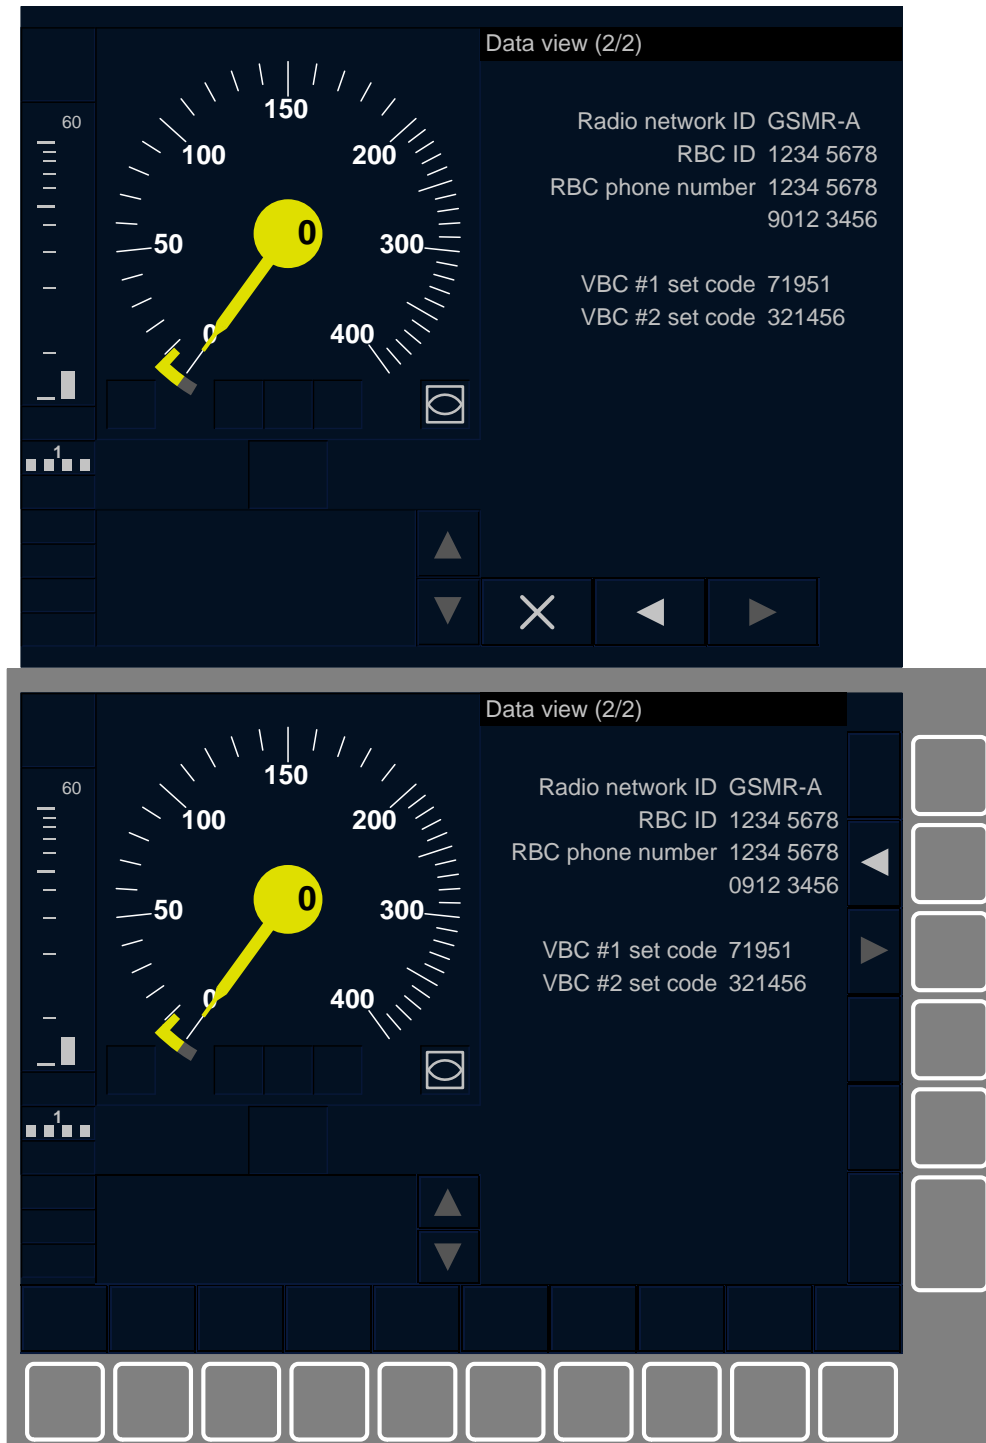 Data view (2/2)
60
150
100
200
50
0
300
0
400
Radio network ID GSMR-A
RBC ID 1234 5678
RBC phone number 1234 5678
9012 3456
VBC #1 set code 71951
VBC #2 set code 321456
1
Data view (2/2)
60
150
100
200
50
0
300
0
400
Radio network ID GSMR-A
RBC ID 1234 5678
RBC phone number 1234 5678
0912 3456
VBC #1 set code 71951
VBC #2 set code 321456
1